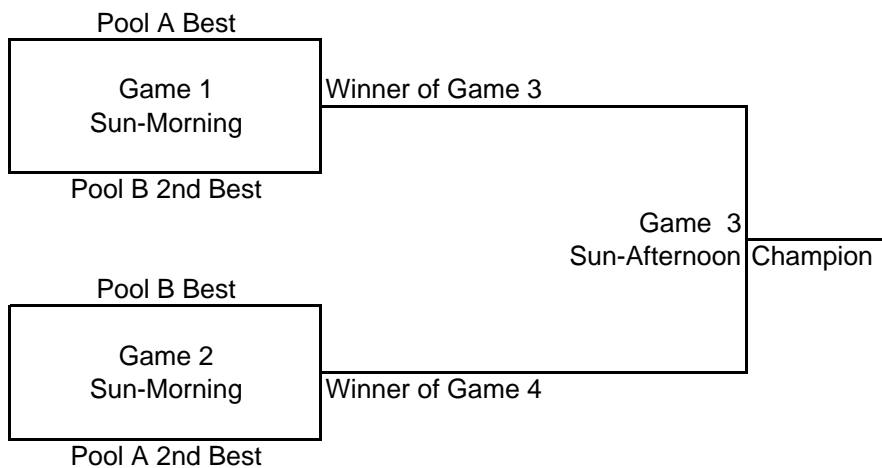 Pool A Best
Game 1
Sun-Morning
Winner of Game 3
Pool B 2nd Best
Game  3
Sun-Afternoon
Champion
Pool B Best
Game 2
Sun-Morning
Winner of Game 4
Pool A 2nd Best